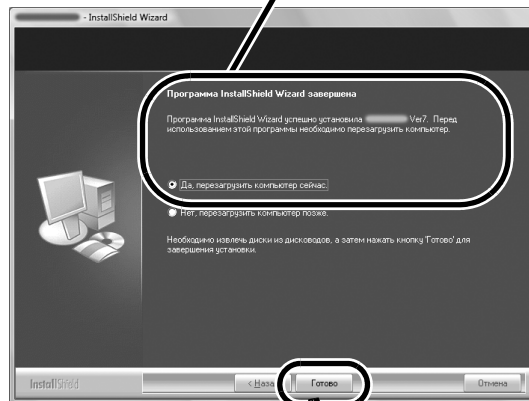 - InstallShield Wizard
Программа InstallShield Wizard завершена
Программа InstallShield Wizard успешно установила Ver7. Перед
использованием этой программы необходимо перезагрузить компьютер.
Да, перезагрузить компьютер сейчас.
Нет, перезагрузить компьютер позже.
Необходимо извлечь диски из дисководов, а затем нажать кнопку 'Готово' для
завершения установки.
InstallShield
< Наза Готово Отмена